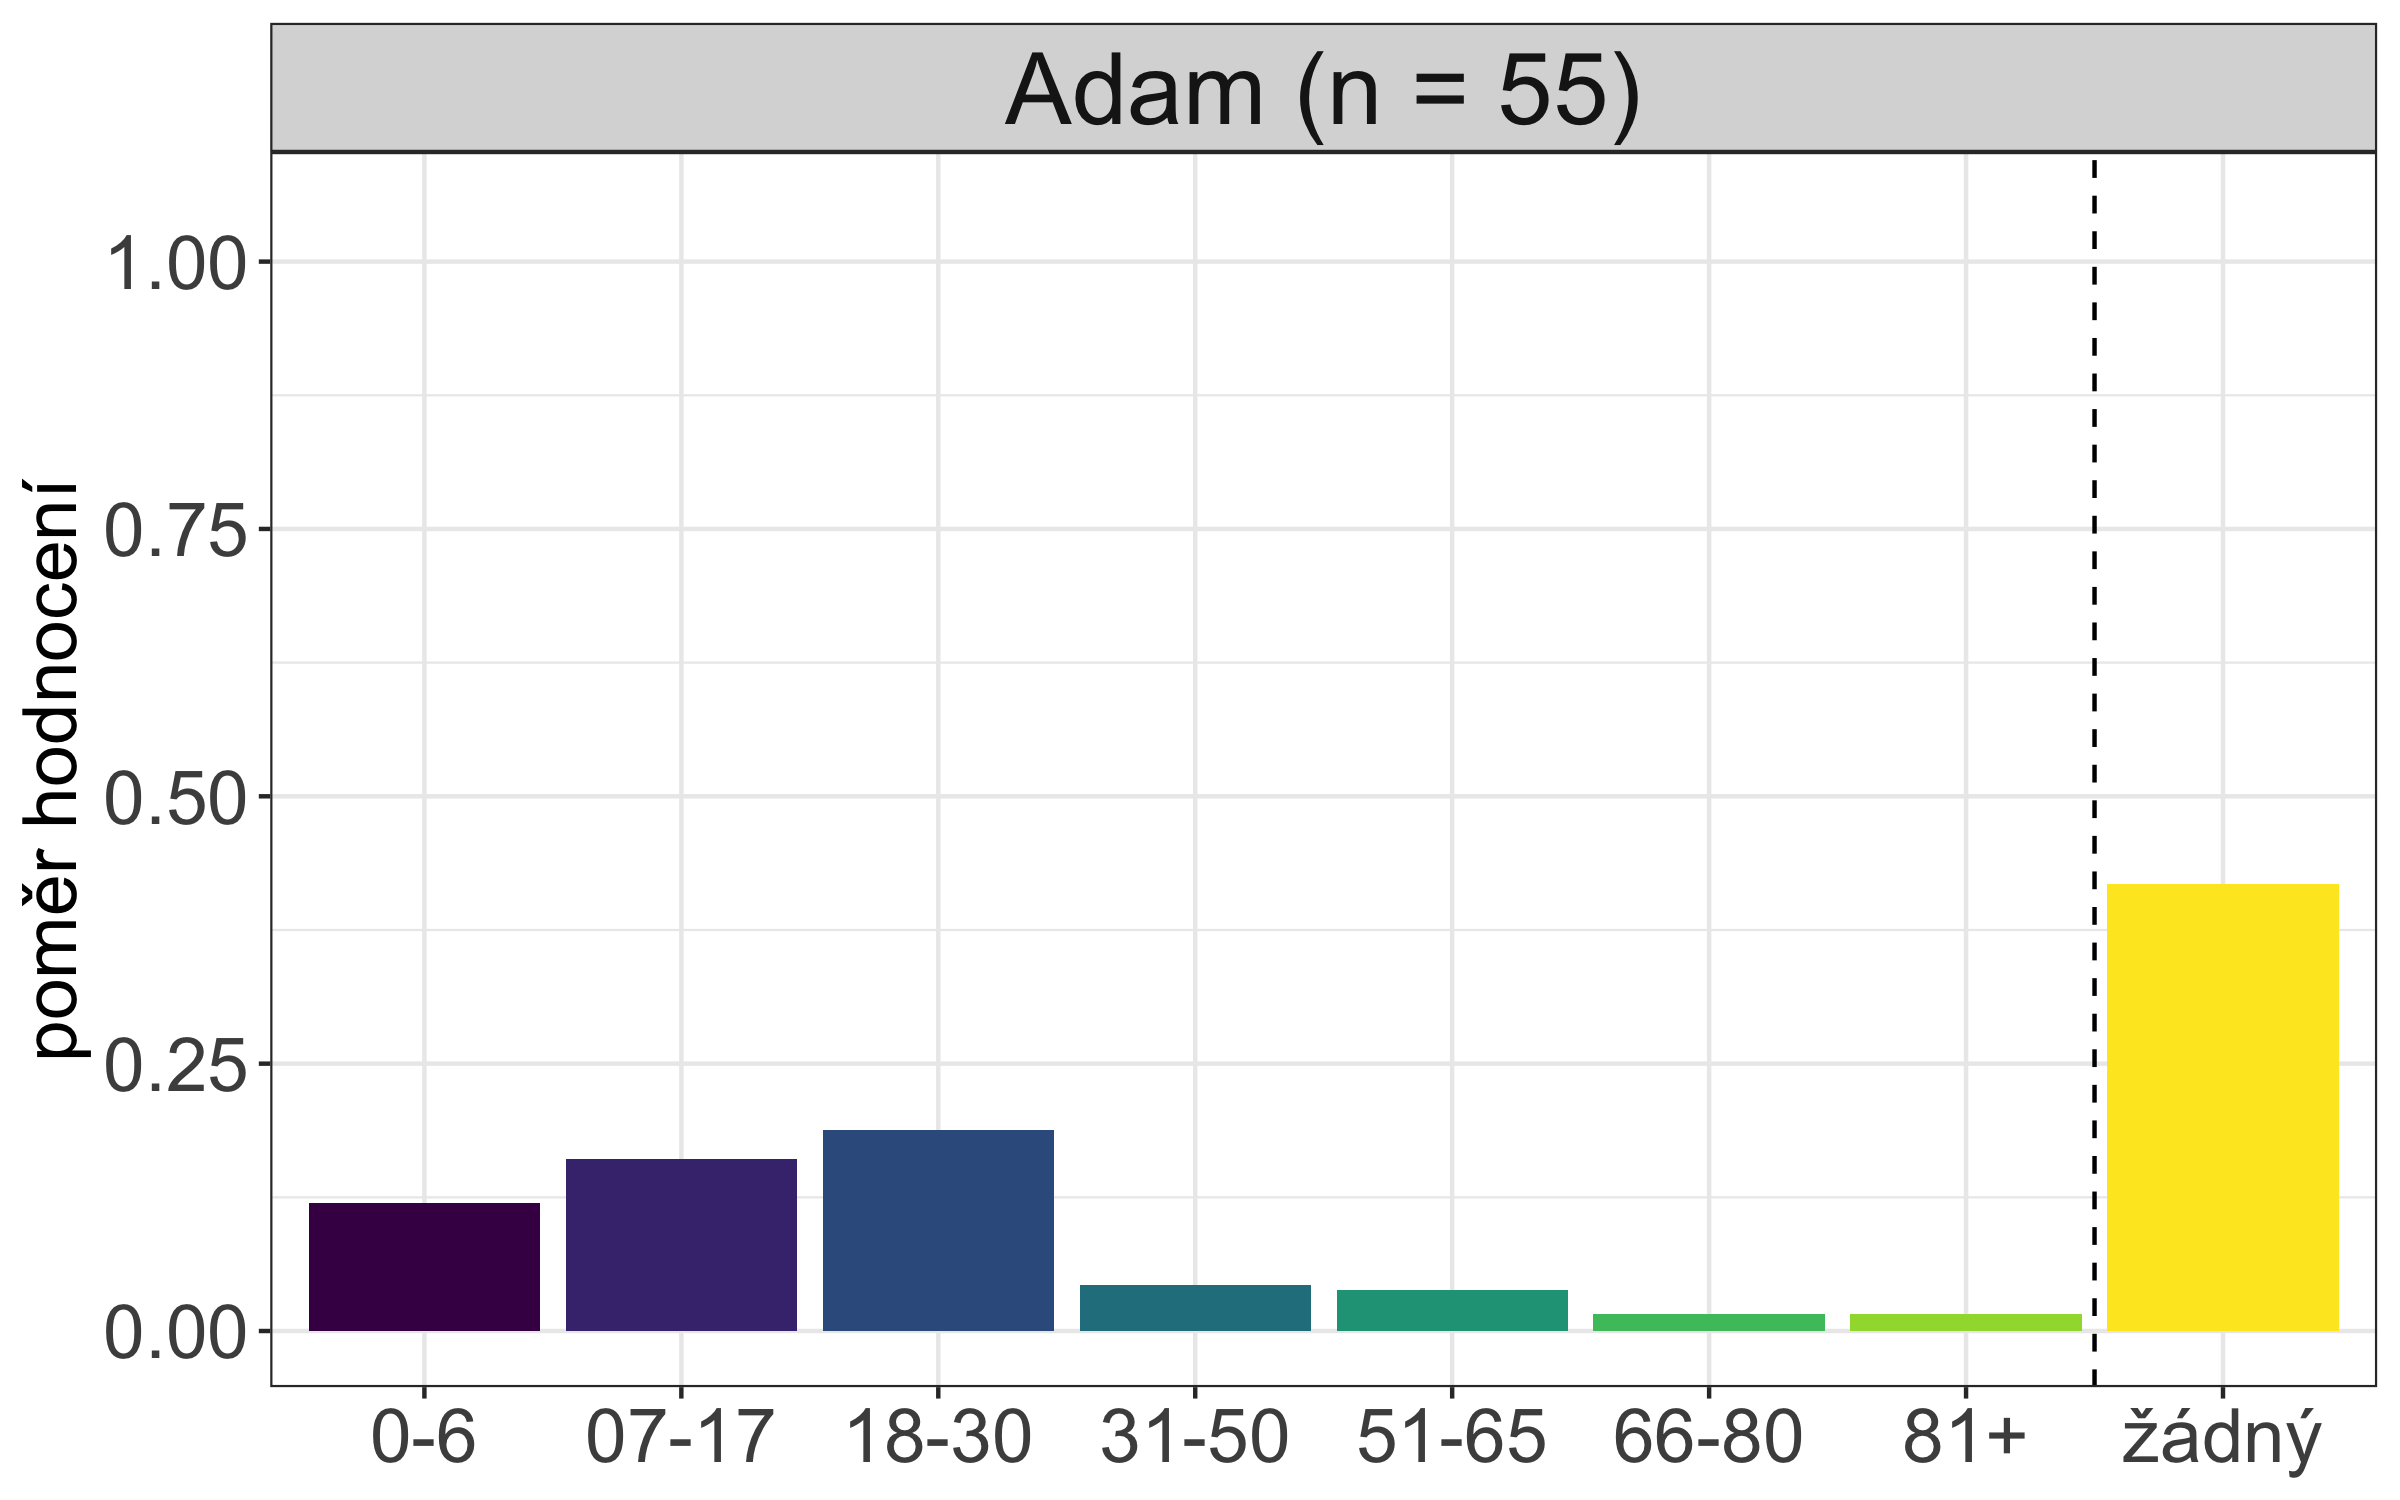 Adam (n = 55)
poměr hodnocení
1.00
0.75
0.50
0.25
0.00
0-6 07-17 18-30 31-50 51-65 66-80 81+ žádný